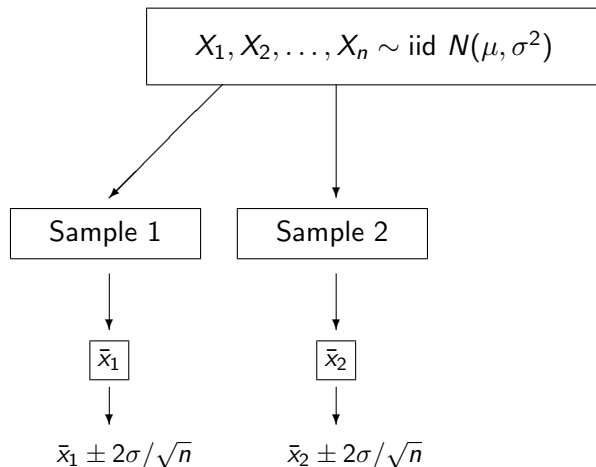 X₁, X₂, . . . , Xₙ ∼ iid N(μ, σ²)
Sample 1 Sample 2
x̄₁ x̄₂
x̄₁ ± 2σ/√n x̄₂ ± 2σ/√n